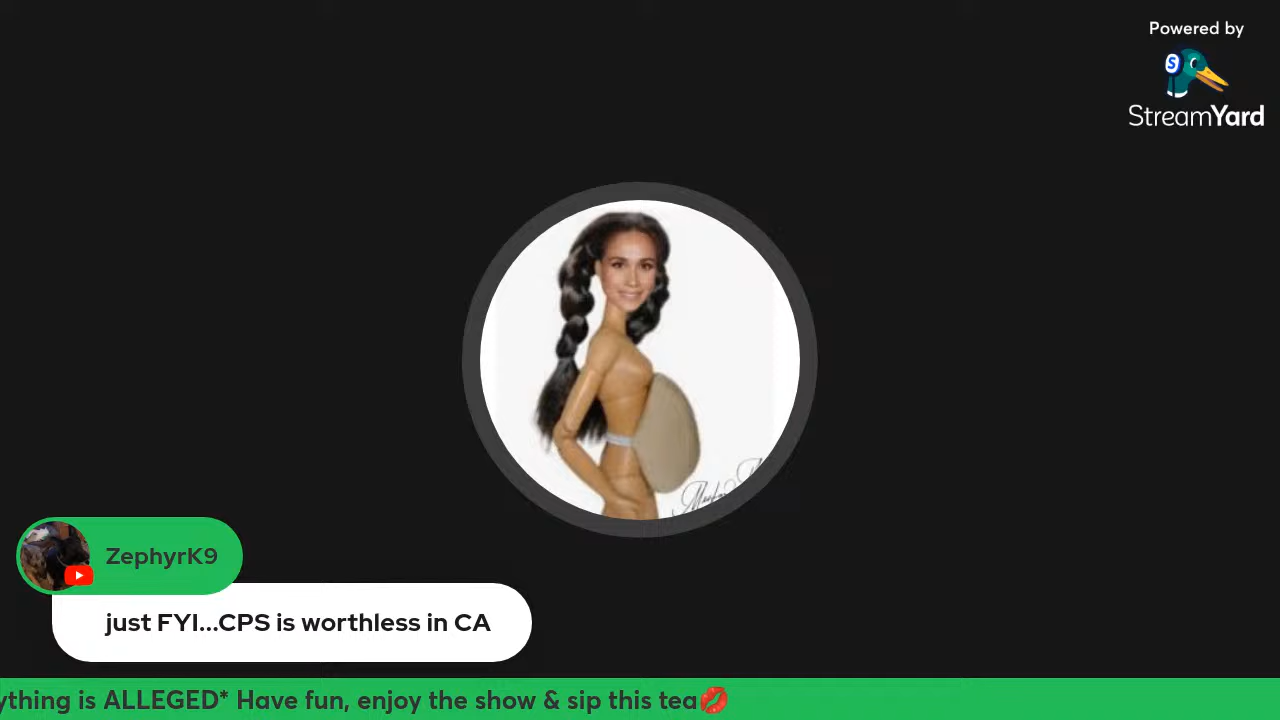 Powered by
S
StreamYard
ZephyrK9
just FYI...CPS is worthless in CA
ything is ALLEGED* Have fun, enjoy the show & sip this tea💋